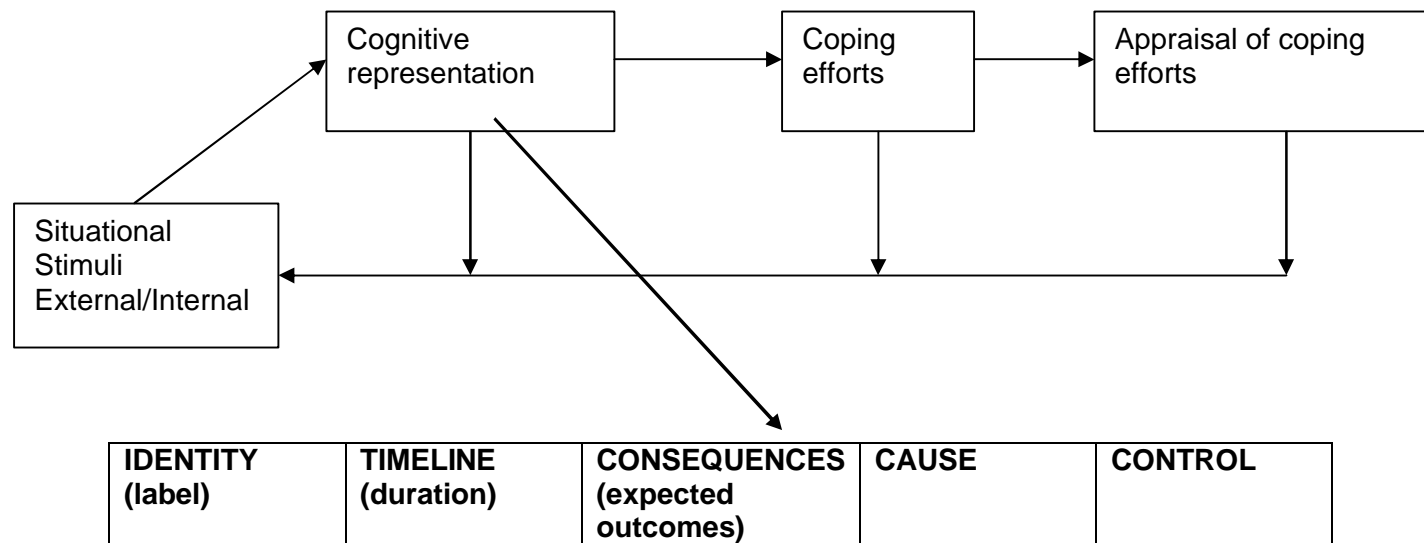 Cognitive
representation
Coping
efforts
Appraisal of coping
efforts
Situational
Stimuli
External/Internal
IDENTITY
(label)
TIMELINE
(duration)
CONSEQUENCES
(expected
outcomes)
CAUSE
CONTROL